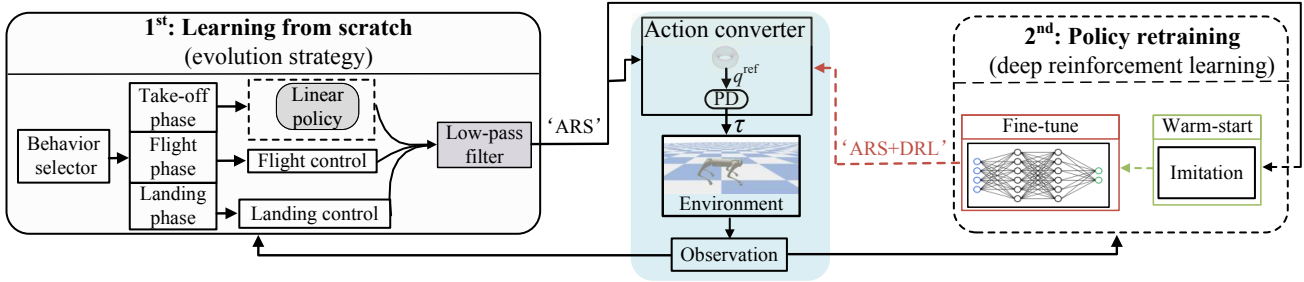 1st: Learning from scratch
(evolution strategy)
Behavior
selector
Take-off
phase
Flight
phase
Landing
phase
Linear
policy
Flight control
Landing control
Low-pass
filter
‘ARS’
Action converter
qref
PD
τ
Environment
Observation
‘ARS+DRL’
2nd: Policy retraining
(deep reinforcement learning)
Fine-tune
Warm-start
Imitation